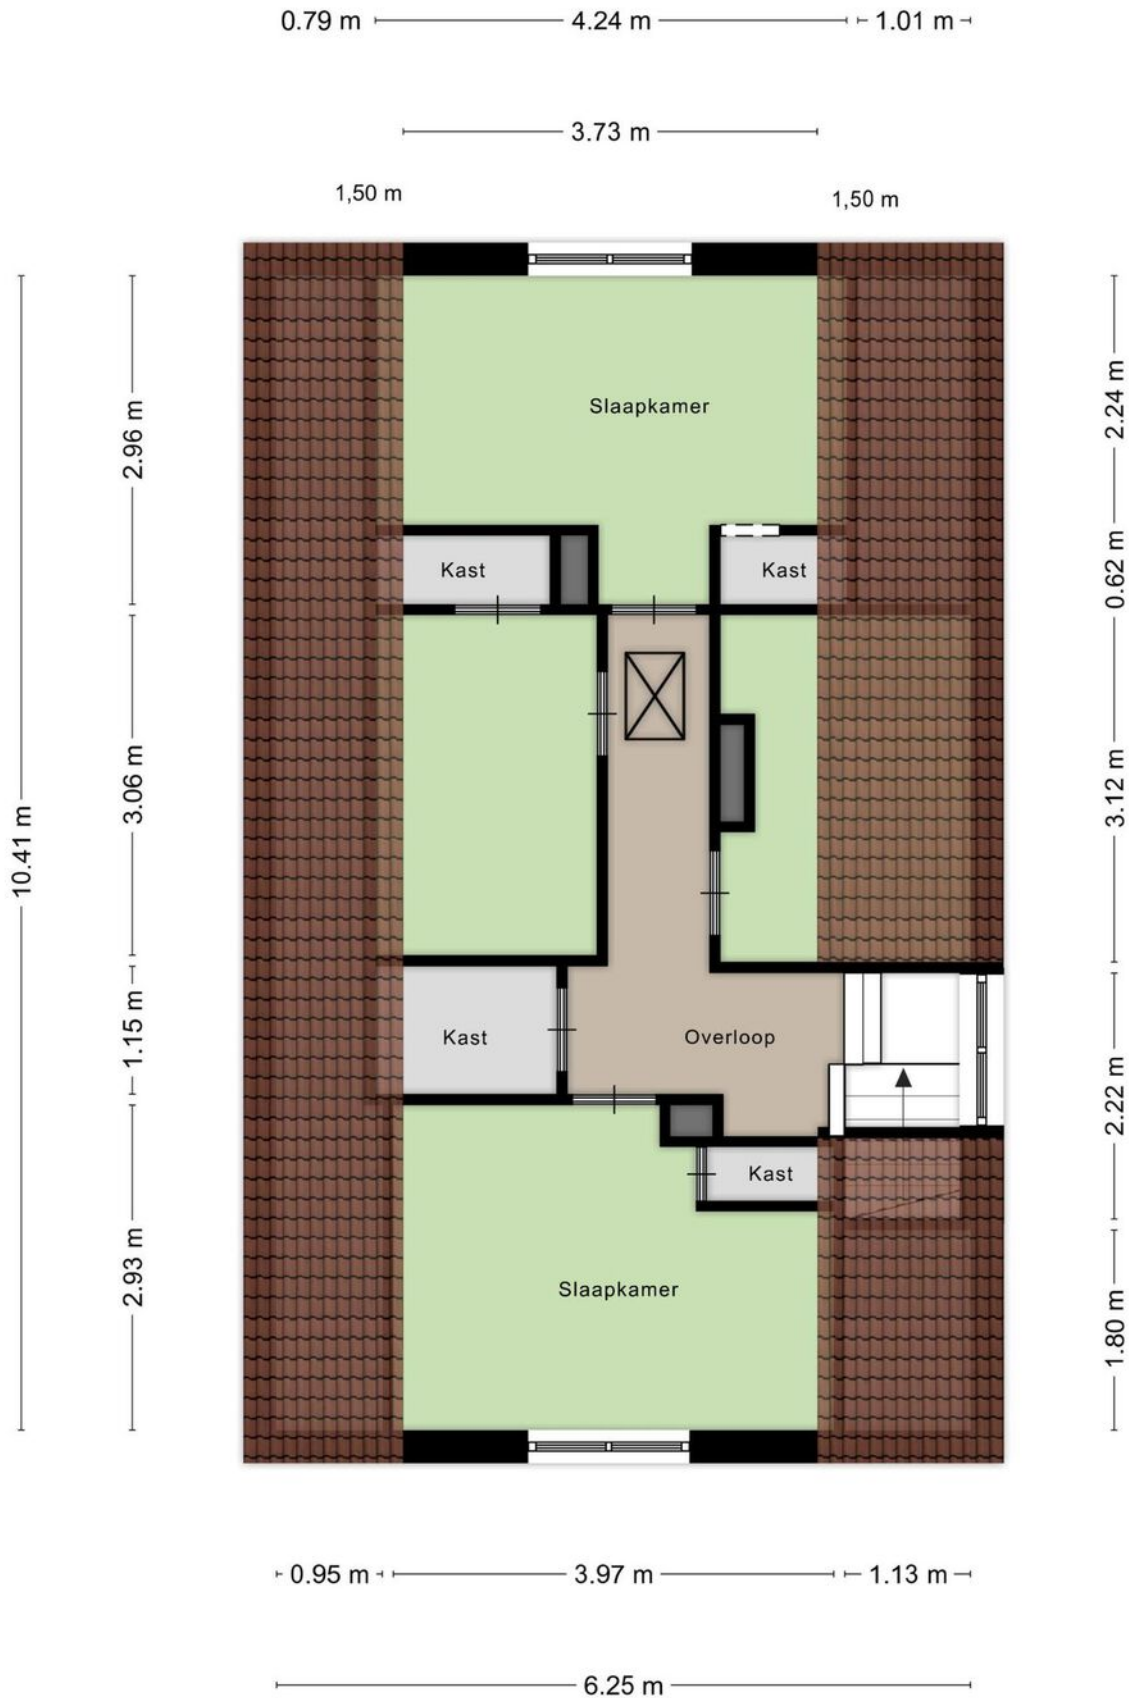 0.79 m 4.24 m 1.01 m
3.73 m
1,50 m 1,50 m
Slaapkamer
2.96 m 2.24 m
Kast Kast
0.62 m
3.06 m 3.12 m
10.41 m
Kast Overloop
1.15 m 2.22 m
Kast
Slaapkamer
2.93 m 1.80 m
0.95 m 3.97 m 1.13 m
6.25 m